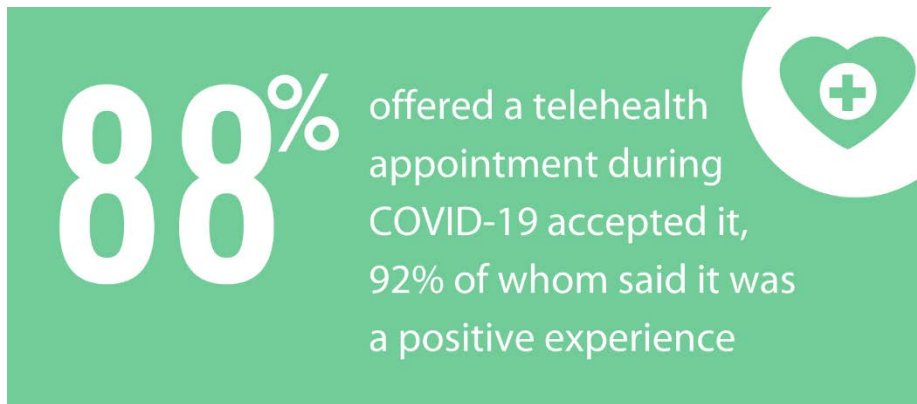 88%
offered a telehealth
appointment during
COVID-19 accepted it,
92% of whom said it was
a positive experience